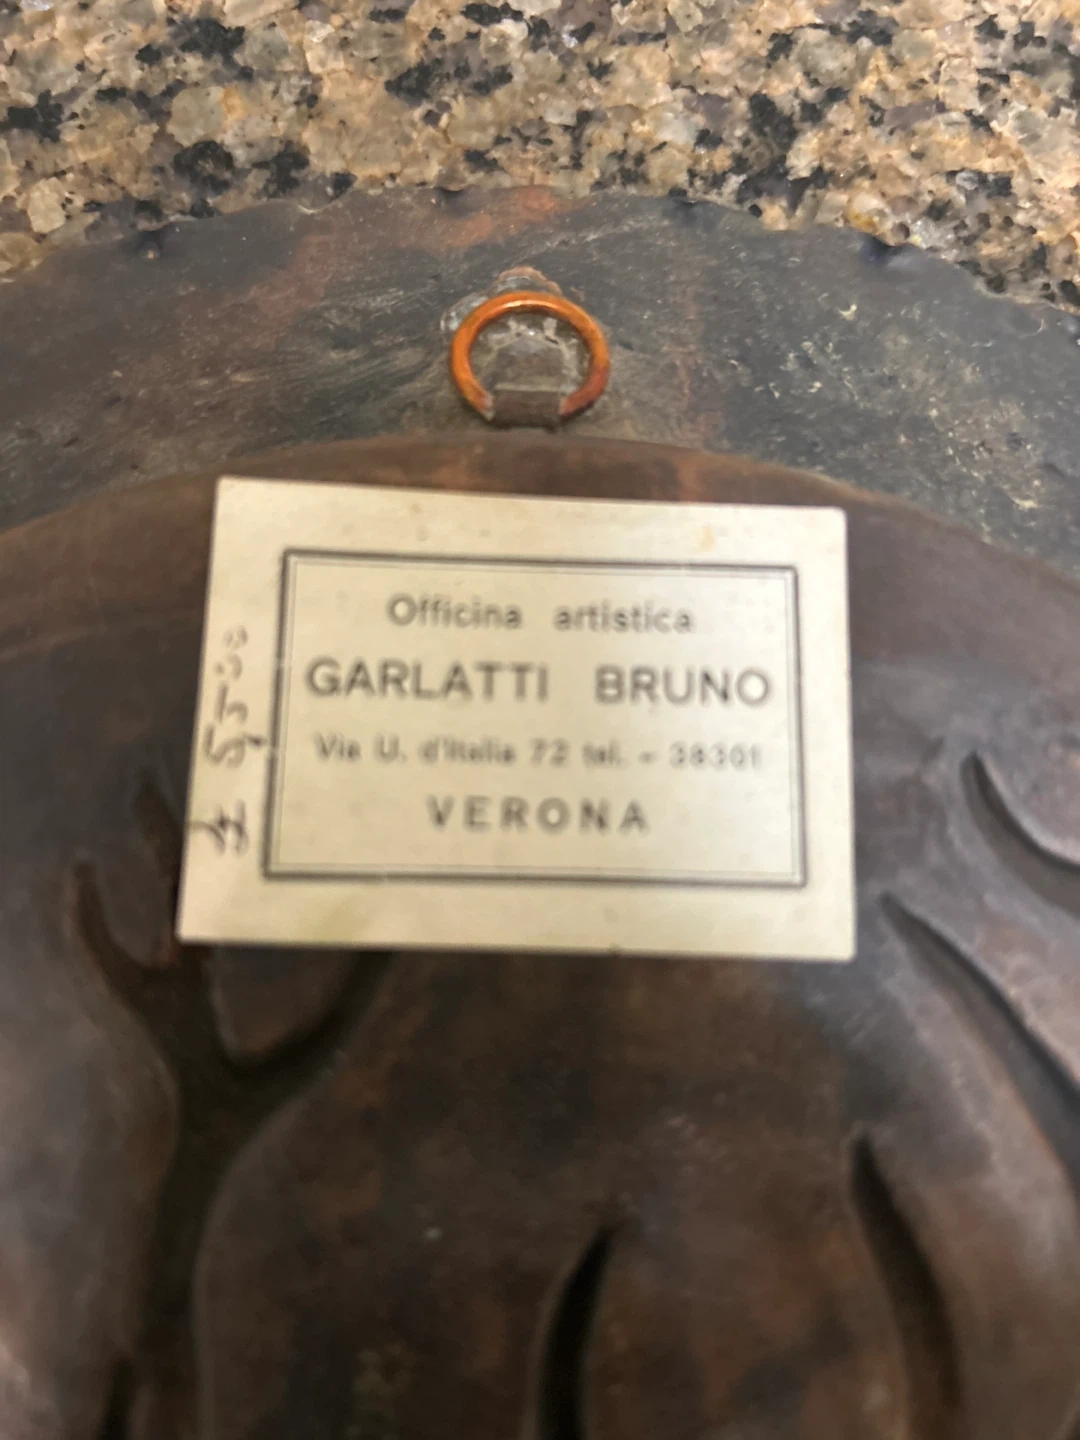 Officina artistica
GARLATTI BRUNO
Via U. d'Italia 72 tel. - 38301
VERONA